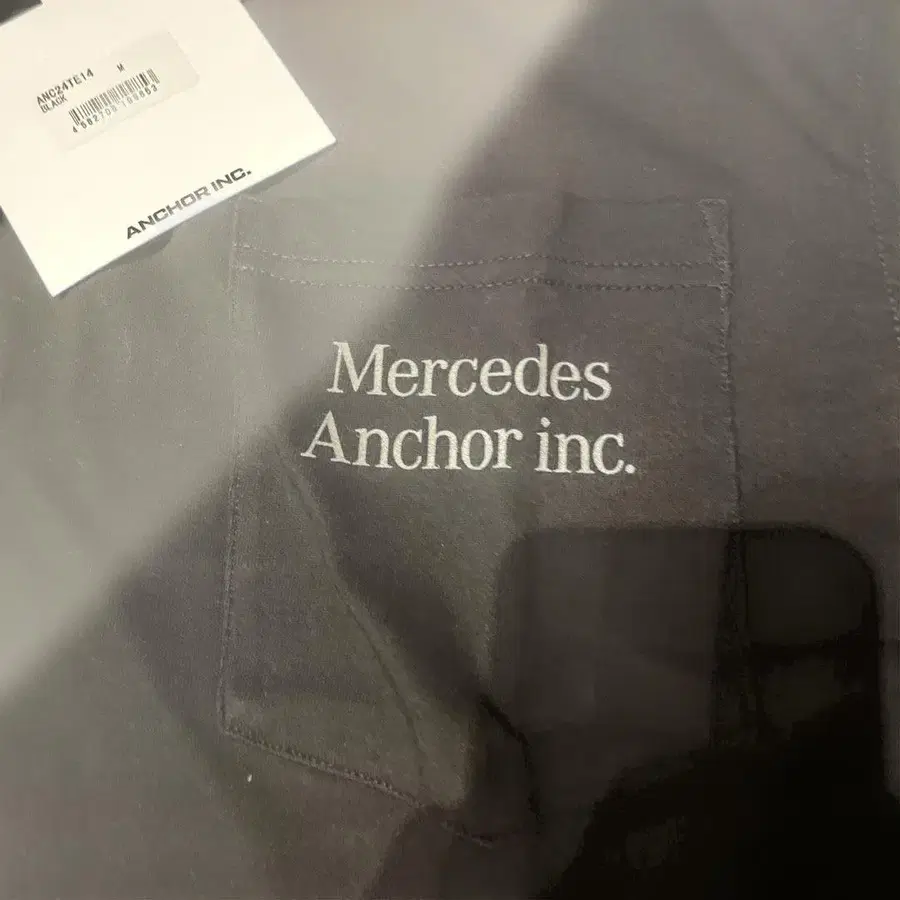 ANC24TE14 M
BLACK
ANCHOR INC.
Mercedes
Anchor inc.